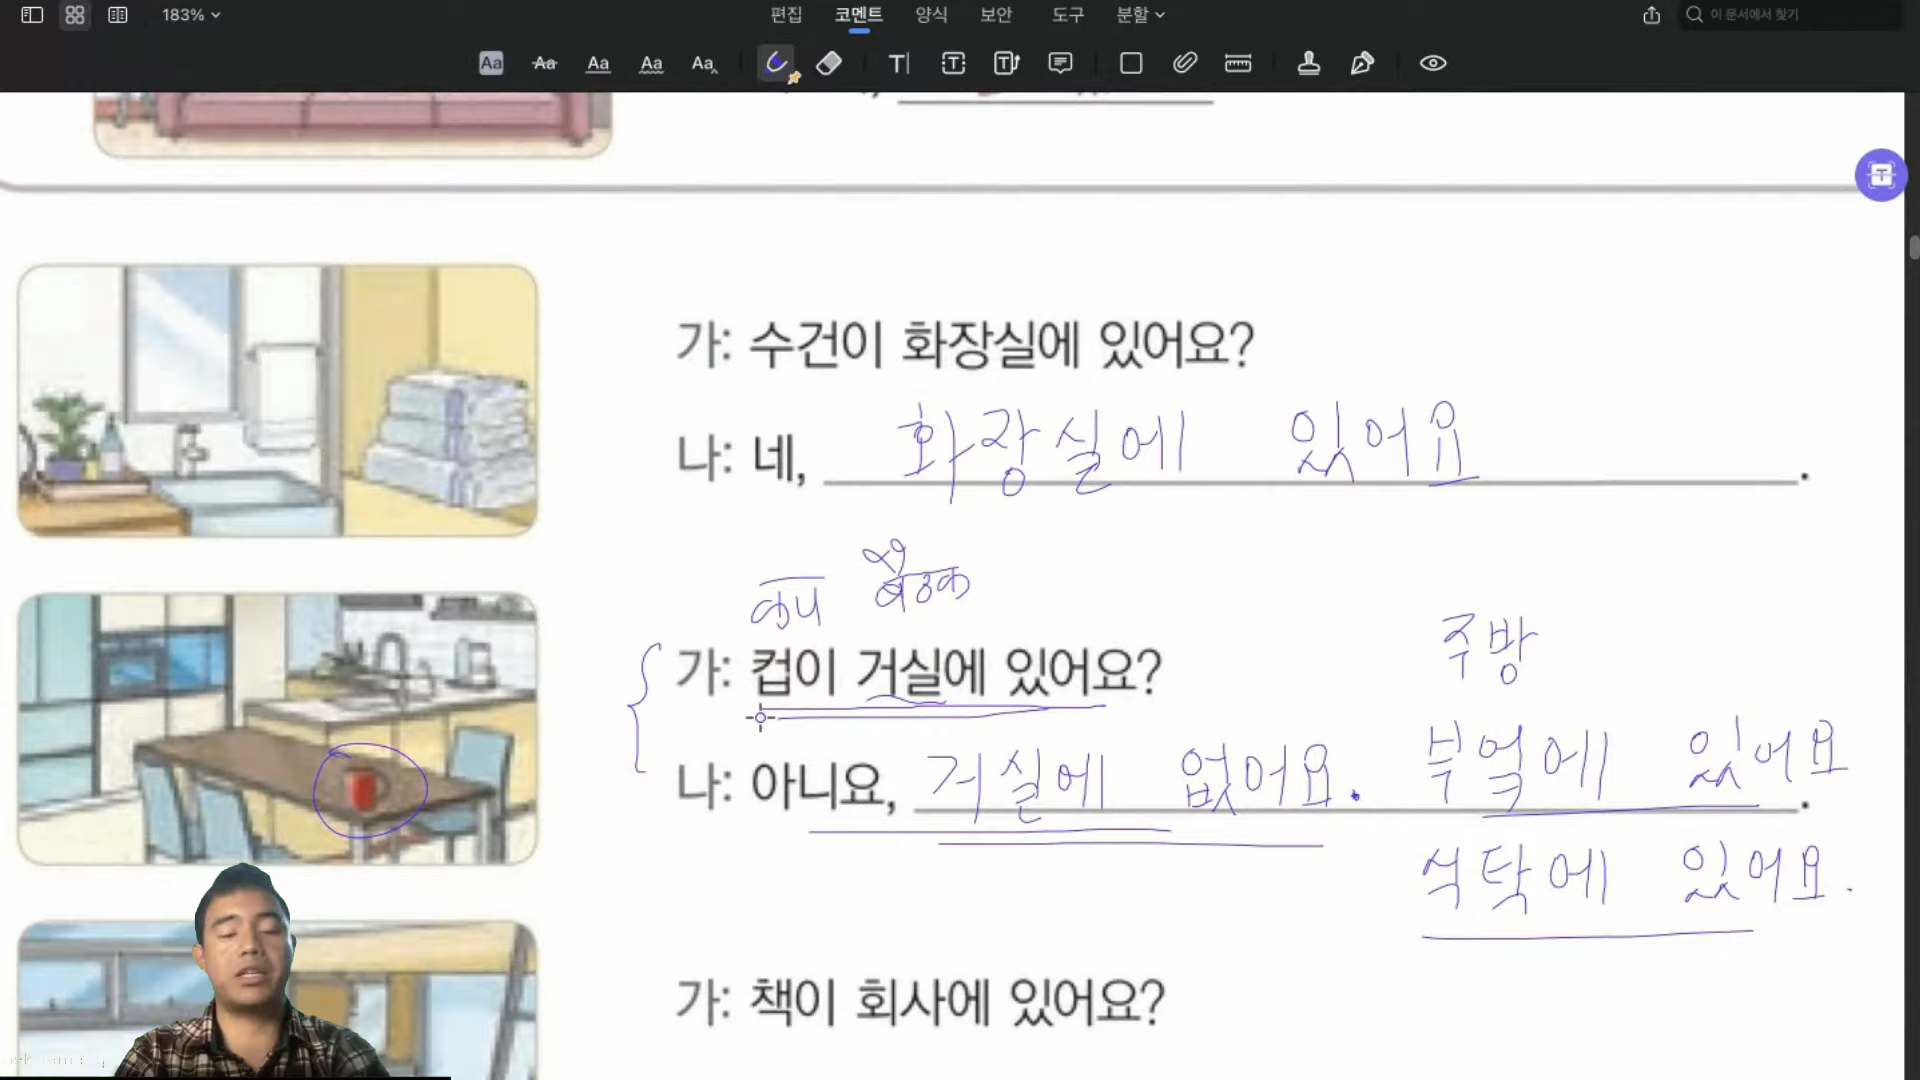 183%
편집 코멘트 양식 보안 도구 분할
이 문서에서 찾기
가: 수건이 화장실에 있어요?
나: 네, 화장실에 있어요.
가: 컵이 거실에 있어요?
주방
나: 아니요, 거실에 없어요. 부엌에 있어요.
식탁에 있어요.
가: 책이 회사에 있어요?